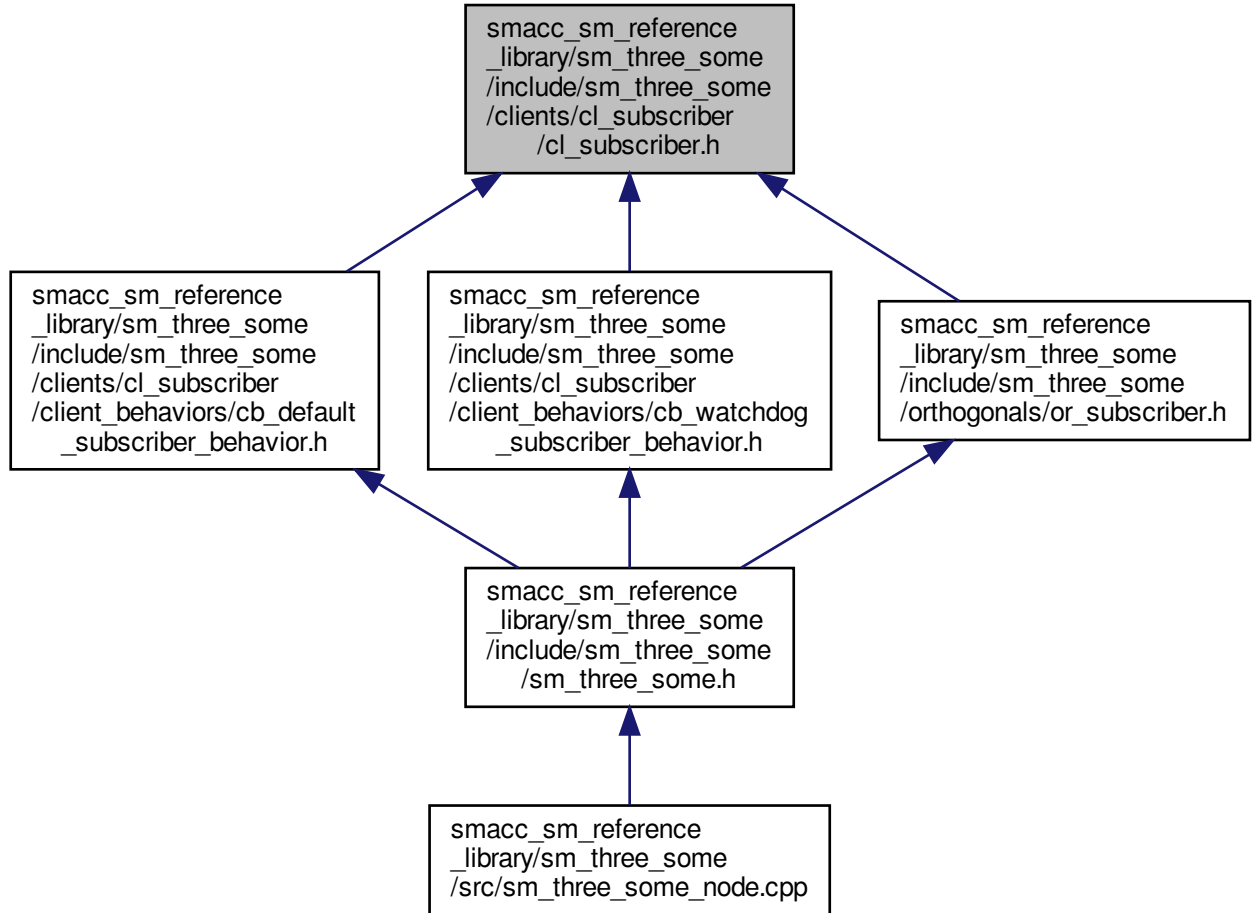 smacc_sm_reference
_library/sm_three_some
/include/sm_three_some
/clients/cl_subscriber
/cl_subscriber.h
smacc_sm_reference
_library/sm_three_some
/include/sm_three_some
/clients/cl_subscriber
/client_behaviors/cb_default
_subscriber_behavior.h
smacc_sm_reference
_library/sm_three_some
/include/sm_three_some
/clients/cl_subscriber
/client_behaviors/cb_watchdog
_subscriber_behavior.h
smacc_sm_reference
_library/sm_three_some
/include/sm_three_some
/orthogonals/or_subscriber.h
smacc_sm_reference
_library/sm_three_some
/include/sm_three_some
/sm_three_some.h
smacc_sm_reference
_library/sm_three_some
/src/sm_three_some_node.cpp